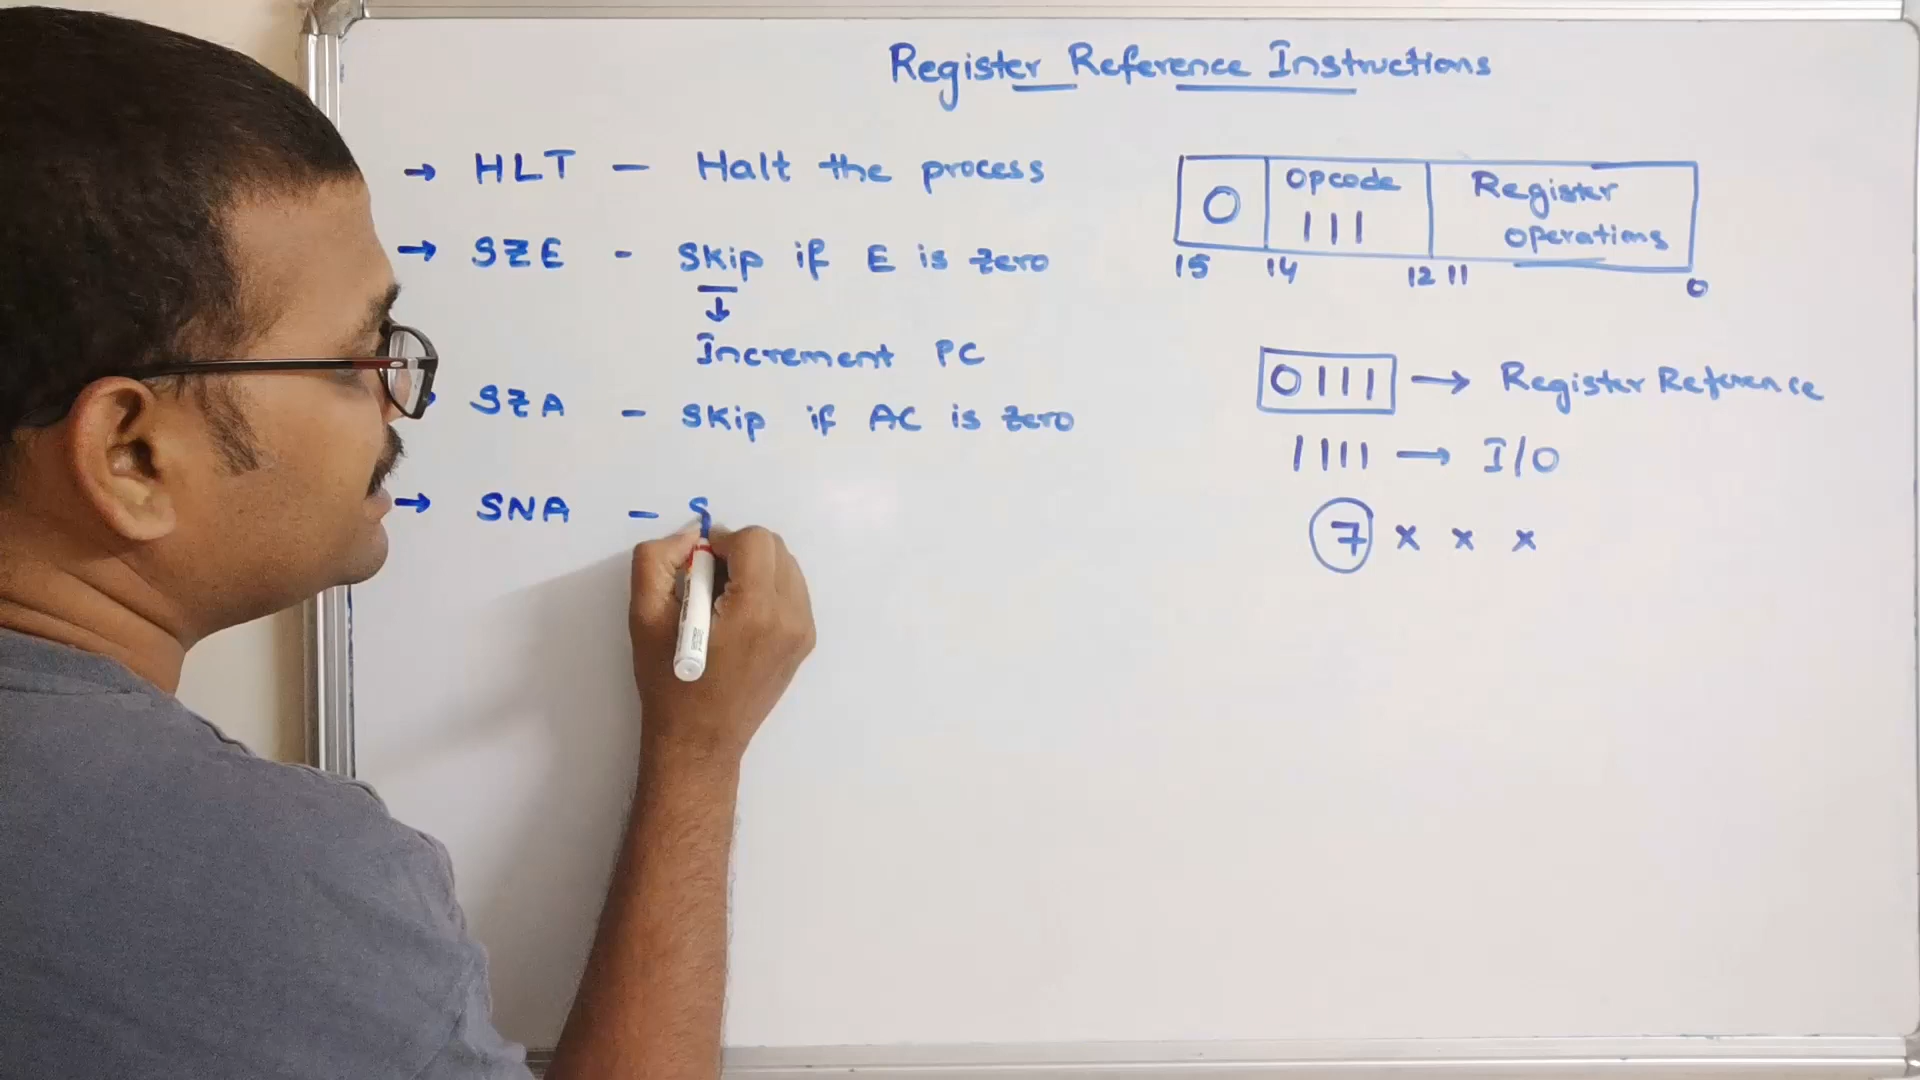 Register Reference Instructions
→ HLT — Halt the process
→ SZE - Skip if E is zero
↓
Increment PC
SZA - Skip if AC is zero
→ SNA - S
0 Opcode 111 Register operations
15 14 12 11 0
0111 → Register Reference
1111 → I/O
7 x x x